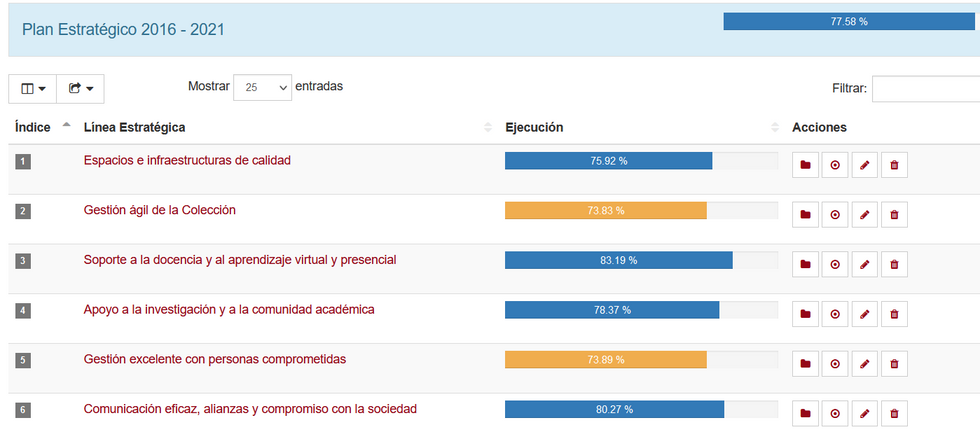 Plan Estratégico 2016 - 2021
77.58 %
Mostrar 25 entradas
Filtrar:
Índice Línea Estratégica Ejecución Acciones
1 Espacios e infraestructuras de calidad 75.92 %
2 Gestión ágil de la Colección 73.83 %
3 Soporte a la docencia y al aprendizaje virtual y presencial 83.19 %
4 Apoyo a la investigación y a la comunidad académica 78.37 %
5 Gestión excelente con personas comprometidas 73.89 %
6 Comunicación eficaz, alianzas y compromiso con la sociedad 80.27 %